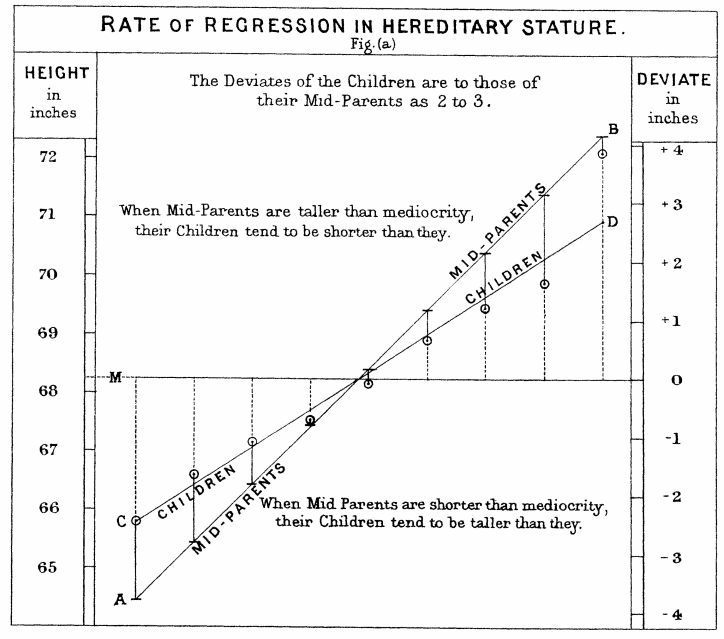 RATE OF REGRESSION IN HEREDITARY STATURE.
Fig. (a)
HEIGHT
in
inches
The Deviates of the Children are to those of
their Mid-Parents as 2 to 3.
DEVIATE
in
inches
72
71
70
69
68
67
66
65
When Mid-Parents are taller than mediocrity,
their Children tend to be shorter than they.
MID-PARENTS
CHILDREN
B
D
M
C
A
CHILDREN
MID-PARENTS
When Mid Parents are shorter than mediocrity,
their Children tend to be taller than they.
+4
+3
+2
+1
0
-1
-2
-3
-4